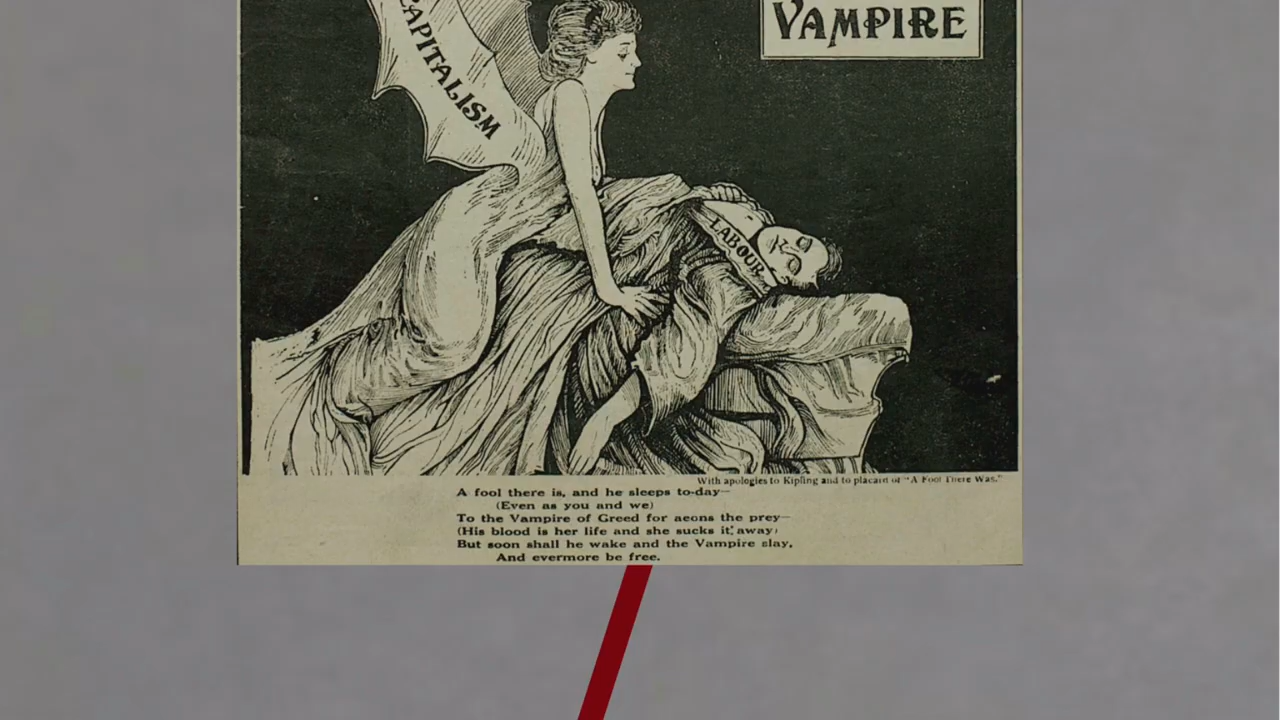 CAPITALISM
VAMPIRE
LABOUR
With apologies to Kipling and to placard of "A Fool There Was."
A fool there is, and he sleeps to-day—
(Even as you and we)
To the Vampire of Greed for aeons the prey—
(His blood is her life and she sucks it away)
But soon shall he wake and the Vampire slay,
And evermore be free.